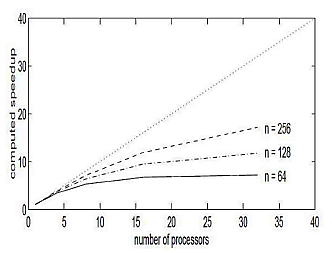 40
30
20
10
0
computed speedup
n = 256
n = 128
n = 64
0 5 10 15 20 25 30 35 40
number of processors